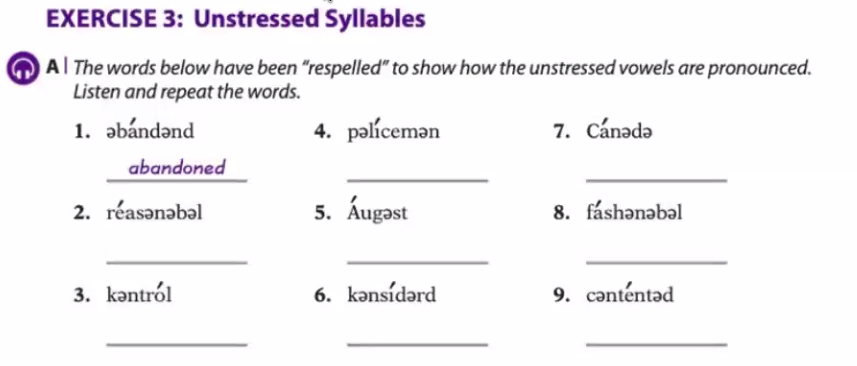 EXERCISE 3: Unstressed Syllables
A | The words below have been “respelled” to show how the unstressed vowels are pronounced.
Listen and repeat the words.
1. əbándənd
abandoned
2. réasənəbəl
3. kəntról
4. pəlícemən
5. Áugəst
6. kənsídərd
7. Cánədə
8. fáshənəbəl
9. cənténtəd